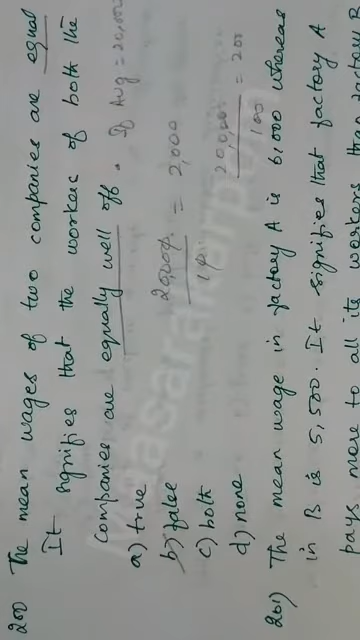 200 The mean wages of two companies are equal
It signifies that the workers of both the
companies are equally well off. If Avg = 20,000
a) true
b) false
c) both
d) none
20,000 / 10 = 2,000
20,000 / 100 = 200
201) The mean wage in factory A is 6,000 whereas
in B is 5,500. It signifies that factory A
pays more to all its workers than factory B